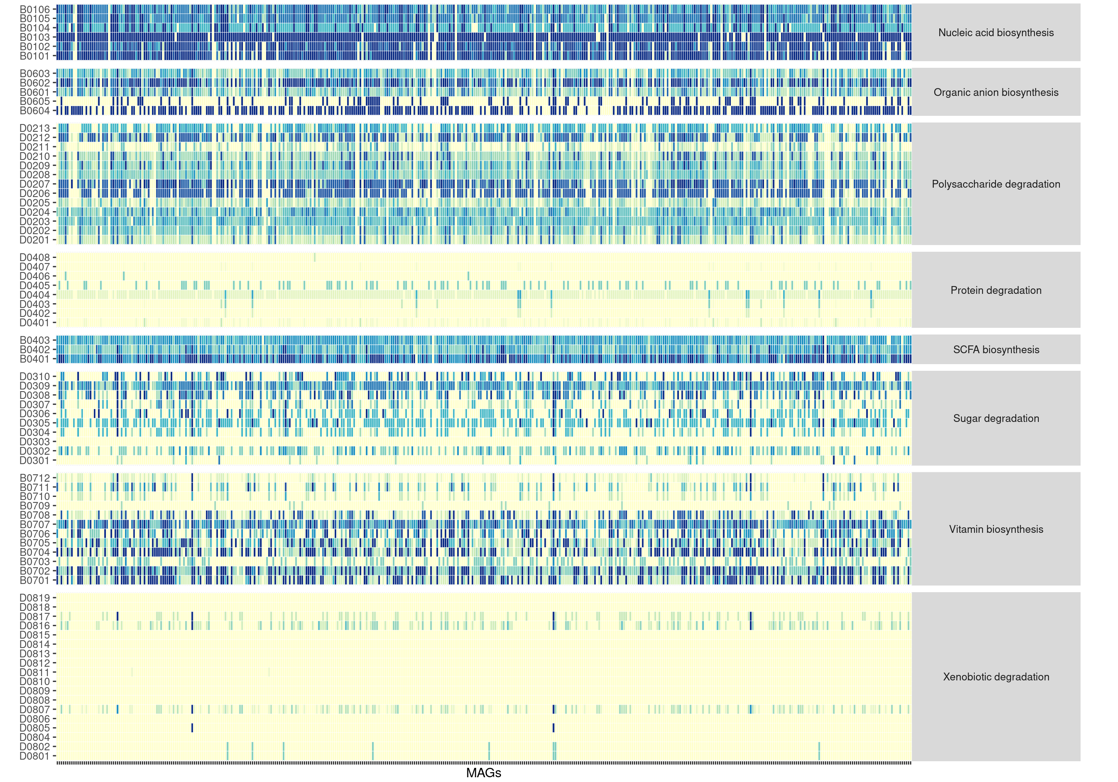 B0106
B0105
B0104
B0103
B0102
B0101
Nucleic acid biosynthesis
B0603
B0602
B0601
B0605
B0604
Organic anion biosynthesis
D0213
D0212
D0211
D0210
D0209
D0208
D0207
D0206
D0205
D0204
D0203
D0202
D0201
Polysaccharide degradation
D0408
D0407
D0406
D0405
D0404
D0403
D0402
D0401
Protein degradation
B0403
B0402
B0401
SCFA biosynthesis
D0310
D0309
D0308
D0307
D0306
D0305
D0304
D0303
D0302
D0301
Sugar degradation
B0712
B0711
B0710
B0709
B0708
B0707
B0706
B0705
B0704
B0703
B0702
B0701
Vitamin biosynthesis
D0819
D0818
D0817
D0816
D0815
D0814
D0813
D0812
D0811
D0810
D0809
D0808
D0807
D0806
D0805
D0804
D0802
D0801
Xenobiotic degradation
MAGs